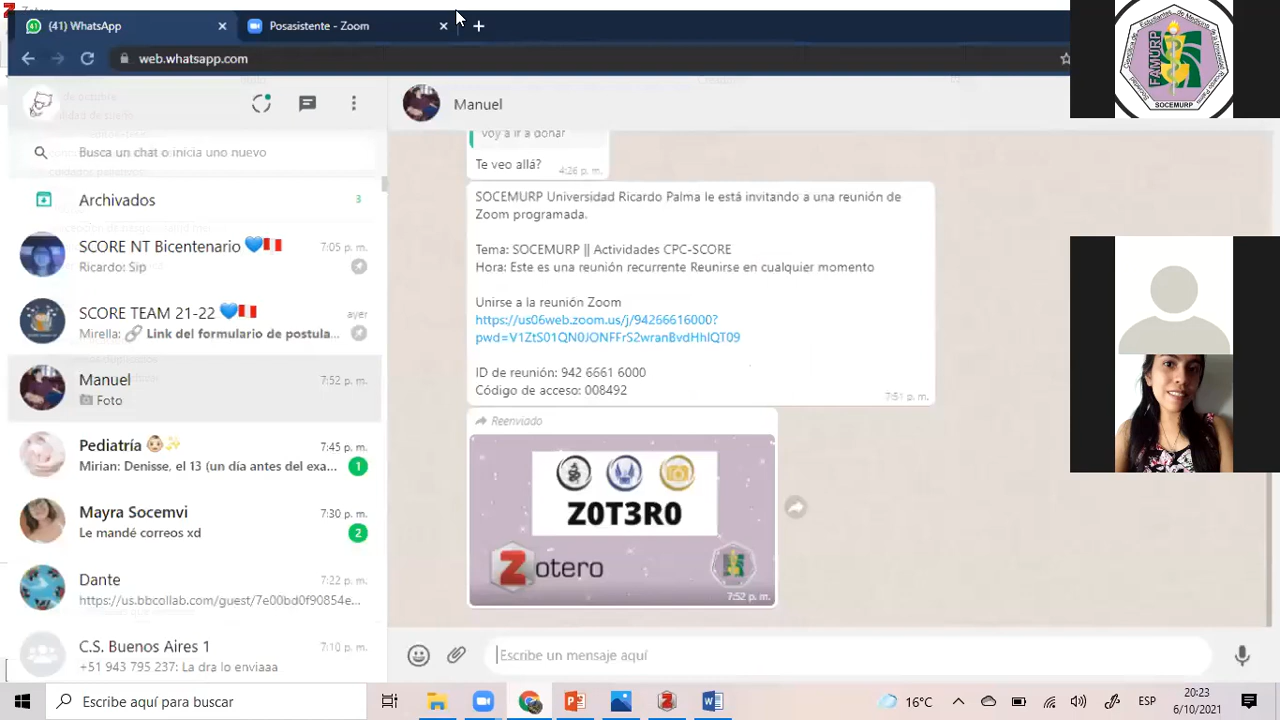 Zotero
(41) WhatsApp
Posasistente - Zoom
web.whatsapp.com
Manuel
Busca un chat o inicia uno nuevo
Archivados
3
SCORE NT Bicentenario 💙🇵🇪
7:05 p. m.
Ricardo: Sip
SCORE TEAM 21-22 💙🇵🇪
ayer
Mirella: 🔗 Link del formulario de postula...
Manuel
7:52 p. m.
Foto
Pediatría 👶🏻✨
7:45 p. m.
Mirian: Denisse, el 13 (un día antes del exa...
1
Mayra Socemvi
7:30 p. m.
Le mandé correos xd
2
Dante
7:22 p. m.
https://us.bbcollab.com/guest/7e00bd0f90854e...
C.S. Buenos Aires 1
7:10 p. m.
+51 943 795 237: La dra lo enviaaa
voy a ir a donar
Te veo allá?
4:26 p. m.
SOCEMURP Universidad Ricardo Palma le está invitando a una reunión de
Zoom programada.
Tema: SOCEMURP || Actividades CPC-SCORE
Hora: Este es una reunión recurrente Reunirse en cualquier momento
Unirse a la reunión Zoom
https://us06web.zoom.us/j/94266616000?
pwd=V1ZtS01QN0JONFFrS2wranBvdHhIQT09
ID de reunión: 942 6661 6000
Código de acceso: 008492
7:51 p. m.
Reenviado
Z0T3R0
Zotero
7:52 p. m.
Escribe un mensaje aquí
FAMURP
SOCEMURP
Escribe aquí para buscar
16°C
ESP
20:23
6/10/2021